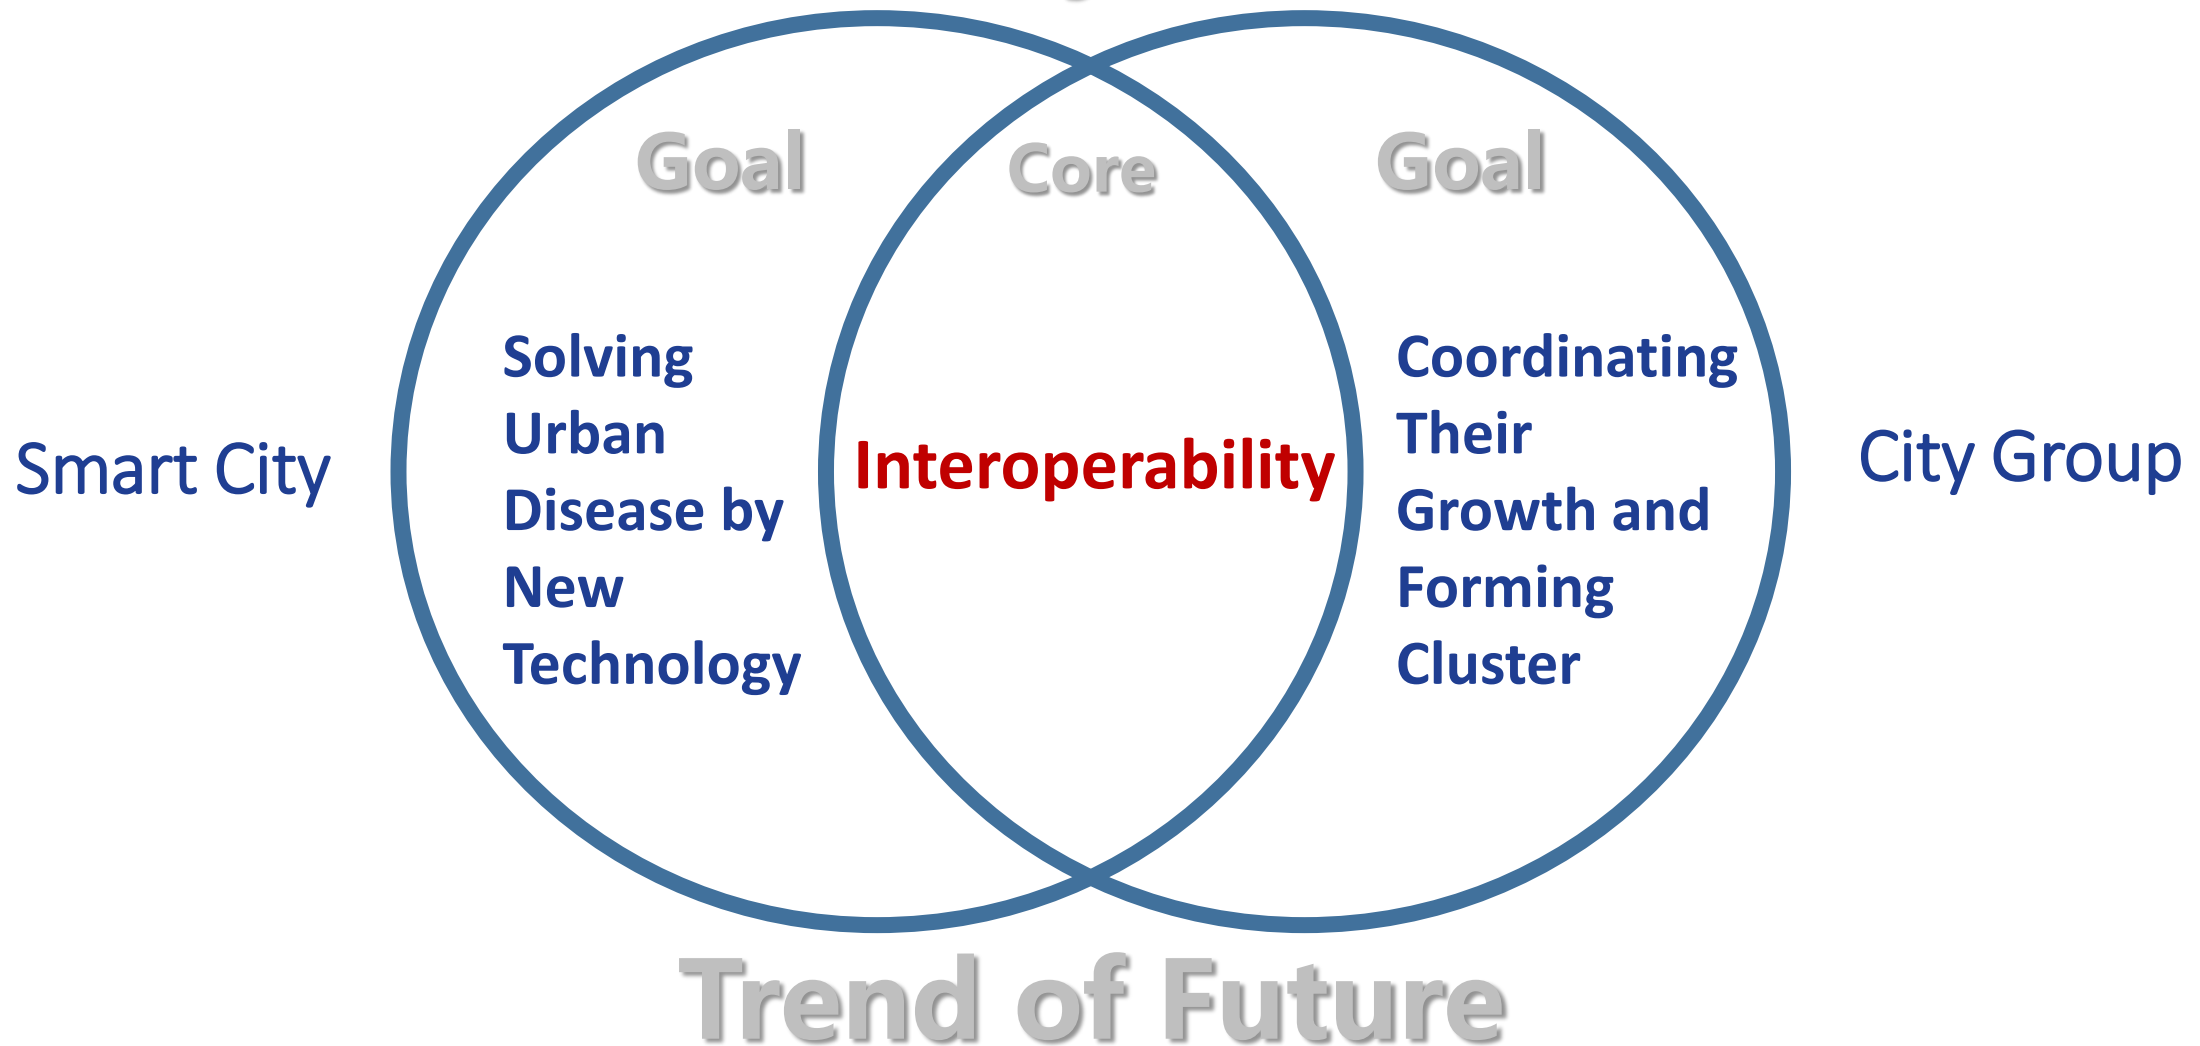 Goal
Core
Goal
Smart City
Solving
Urban
Disease by
New
Technology
Interoperability
Coordinating
Their
Growth and
Forming
Cluster
City Group
Trend of Future